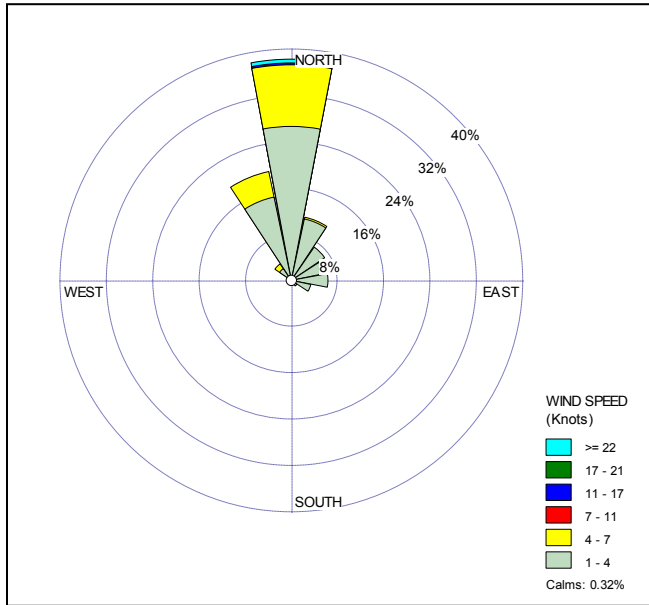 NORTH
40%
32%
24%
16%
8%
WEST
EAST
SOUTH
WIND SPEED
(Knots)
>= 22
17 - 21
11 - 17
7 - 11
4 - 7
1 - 4
Calms: 0.32%